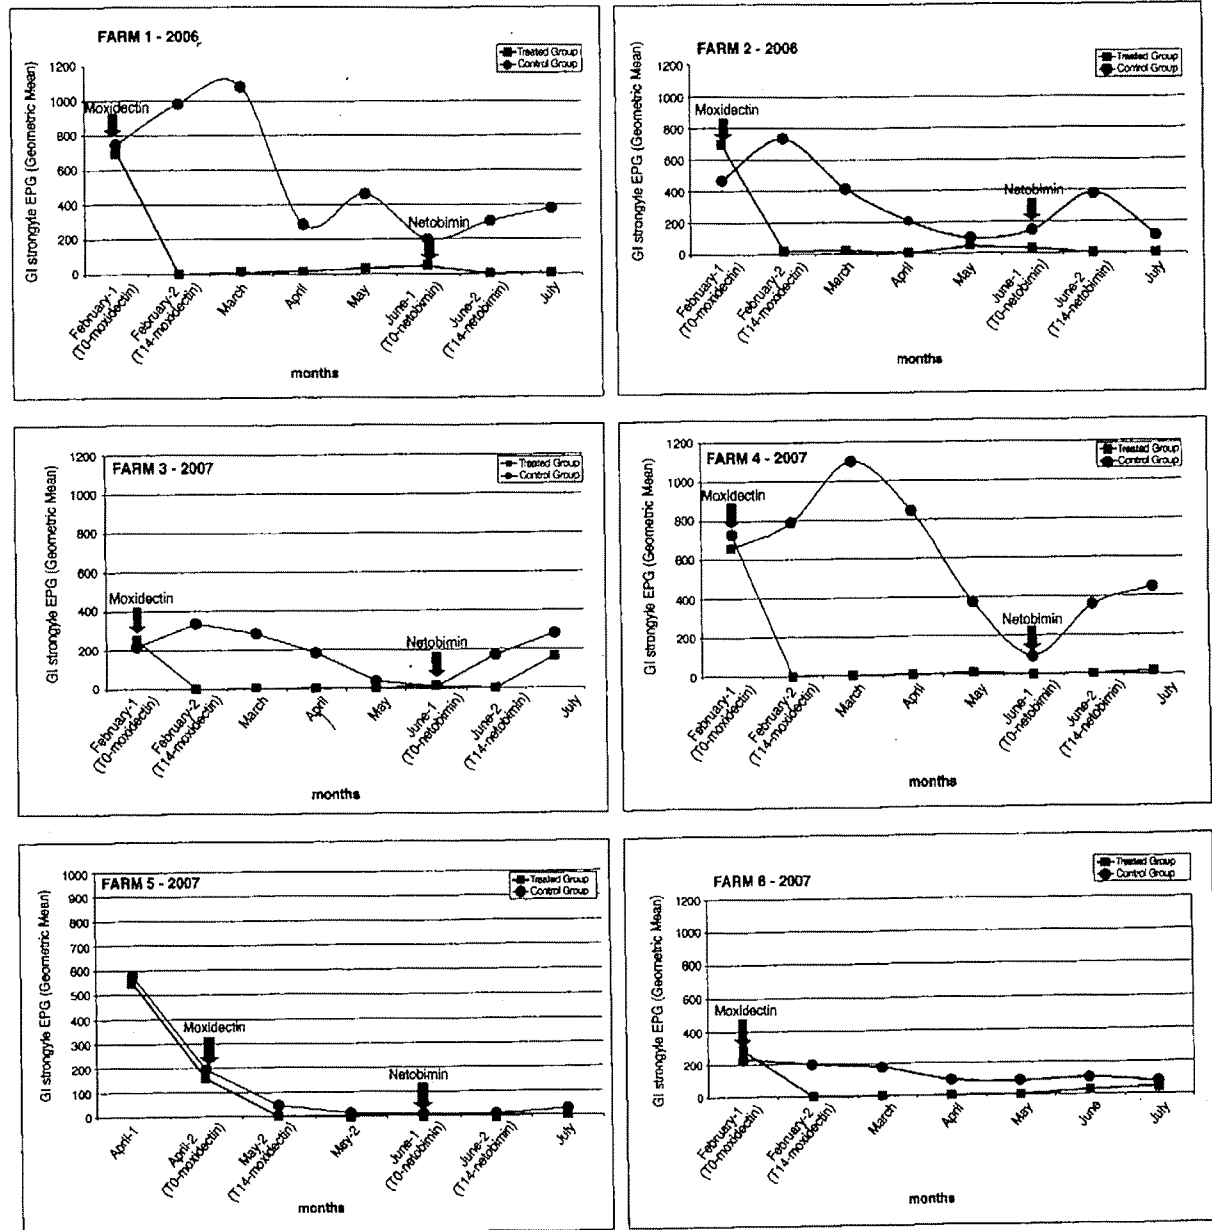 FARM 1 - 2006
Treated Group
Control Group
GI strongyle EPG (Geometric Mean)
1200
1000
800
600
400
200
0
Moxidectin
Netobimin
February-1
(T0-moxidectin)
February-2
(T14-moxidectin)
March
April
May
June-1
(T0-netobimin)
June-2
(T14-netobimin)
July
months
FARM 2 - 2006
Treated Group
Control Group
GI strongyle EPG (Geometric Mean)
1200
1000
800
600
400
200
0
Moxidectin
Netobimin
February-1
(T0-moxidectin)
February-2
(T14-moxidectin)
March
April
May
June-1
(T0-netobimin)
June-2
(T14-netobimin)
July
months
FARM 3 - 2007
Treated Group
Control Group
GI strongyle EPG (Geometric Mean)
1200
1000
800
600
400
200
0
Moxidectin
Netobimin
February-1
(T0-moxidectin)
February-2
(T14-moxidectin)
March
April
May
June-1
(T0-netobimin)
June-2
(T14-netobimin)
July
months
FARM 4 - 2007
Treated Group
Control Group
GI strongyle EPG (Geometric Mean)
1200
1000
800
600
400
200
0
Moxidectin
Netobimin
February-1
(T0-moxidectin)
February-2
(T14-moxidectin)
March
April
May
June-1
(T0-netobimin)
June-2
(T14-netobimin)
July
months
FARM 5 - 2007
Treated Group
Control Group
GI strongyle EPG (Geometric Mean)
1000
900
800
700
600
500
400
300
200
100
0
Moxidectin
Netobimin
April-1
April-2
(T0-moxidectin)
May-2
(T14-moxidectin)
May-2
June-1
(T0-netobimin)
June-2
(T14-netobimin)
July
months
FARM 6 - 2007
Treated Group
Control Group
GI strongyle EPG (Geometric Mean)
1200
1000
800
600
400
200
0
Moxidectin
February-1
(T0-moxidectin)
February-2
(T14-moxidectin)
March
April
May
June
July
months